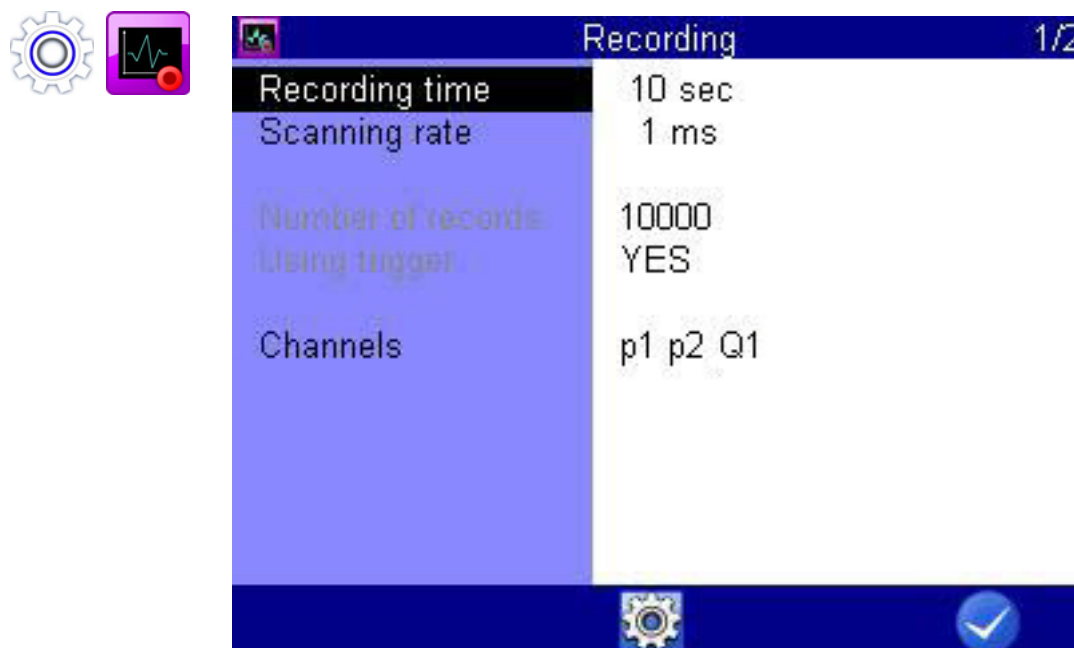 Recording 1/2
Recording time 10 sec
Scanning rate 1 ms
Number of records 10000
Using trigger YES
Channels p1 p2 Q1